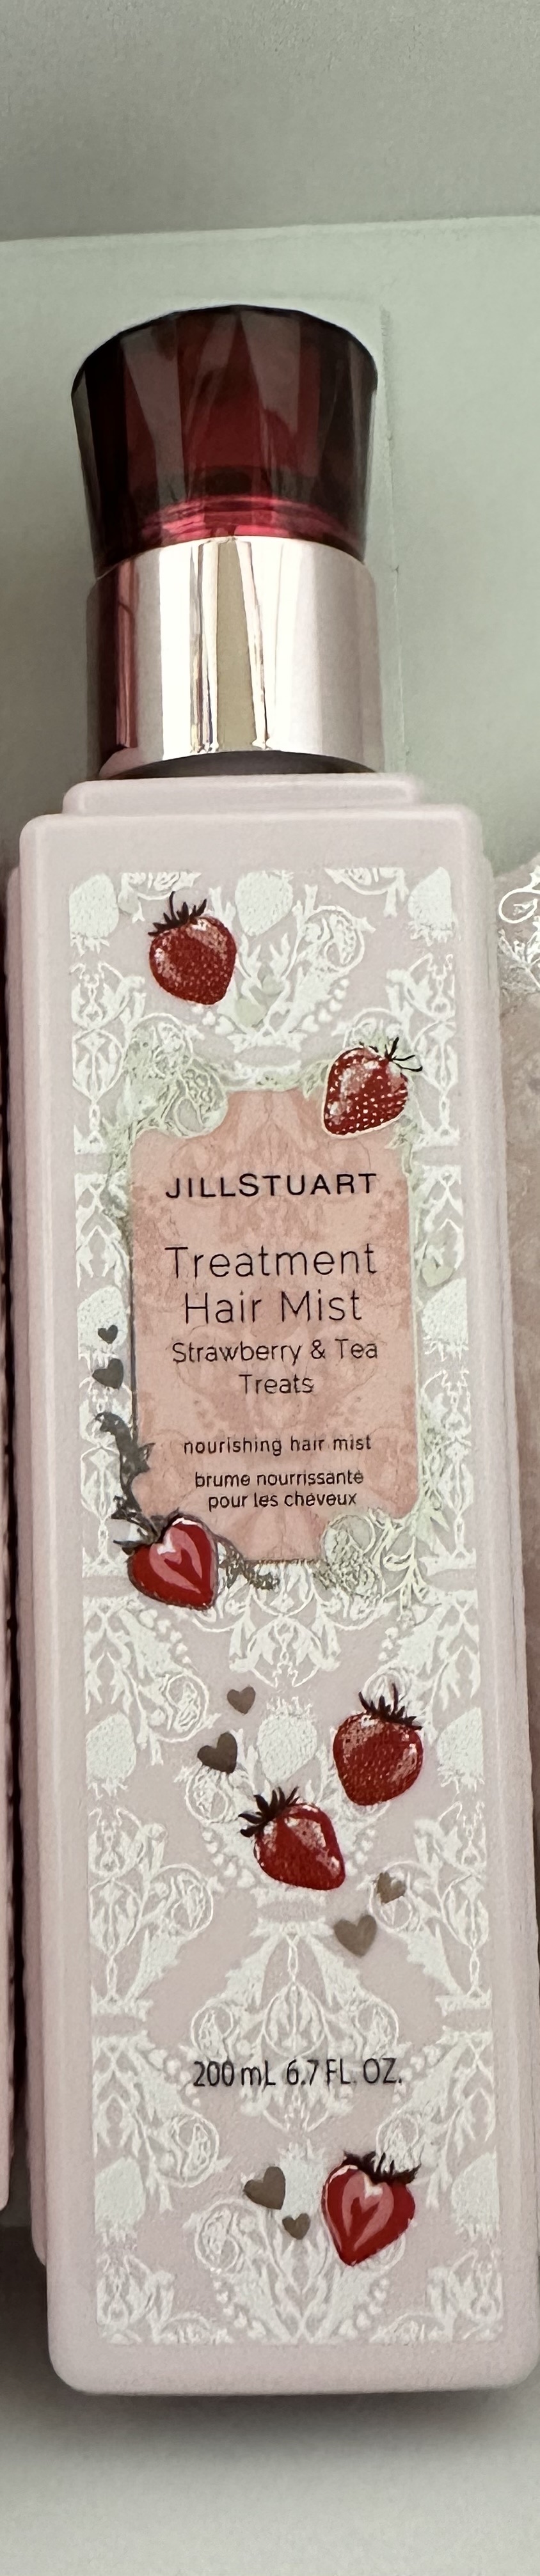 JILLSTUART
Treatment
Hair Mist
Strawberry & Tea
Treats
nourishing hair mist
brume nourrissante
pour les cheveux
200 mL 6.7 FL. OZ.